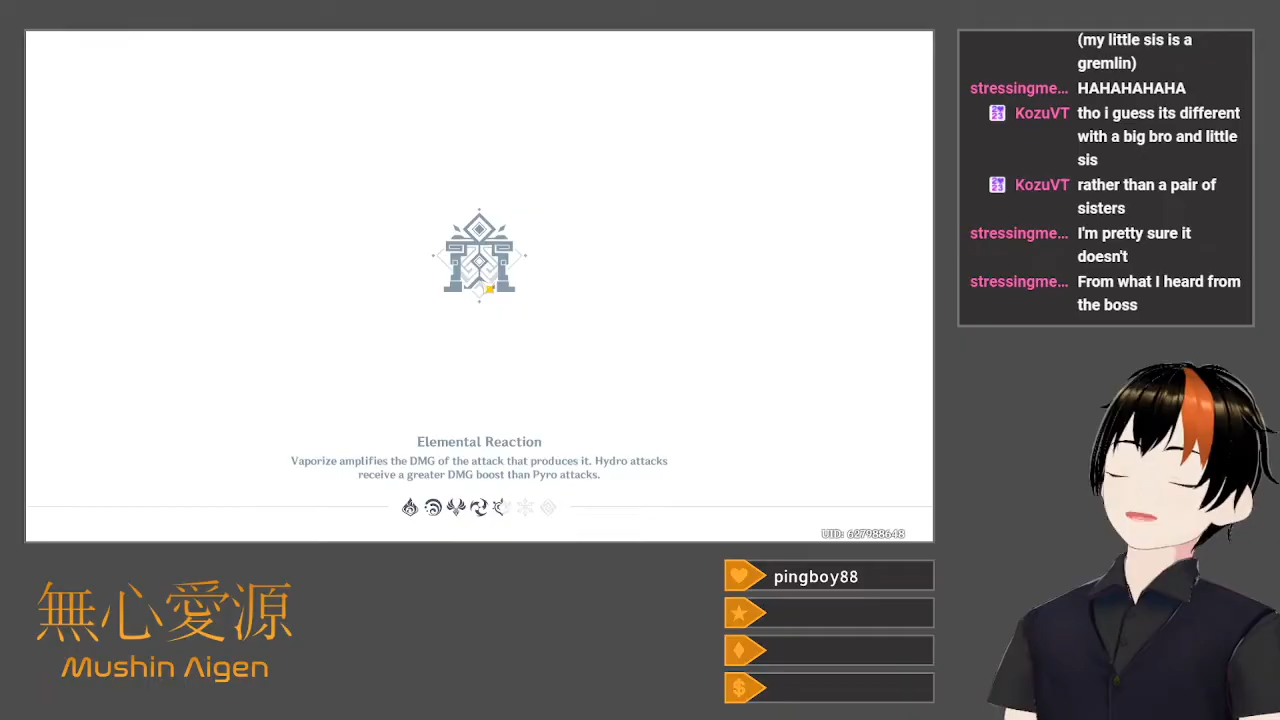 (my little sis is a
gremlin)
stressingme... HAHAHAHAHA
KozuVT tho i guess its different
with a big bro and little
sis
KozuVT rather than a pair of
sisters
stressingme... I'm pretty sure it
doesn't
stressingme... From what I heard from
the boss
Elemental Reaction
Vaporize amplifies the DMG of the attack that produces it. Hydro attacks
receive a greater DMG boost than Pyro attacks.
UID: 627988648
pingboy88
無心愛源
Mushin Aigen